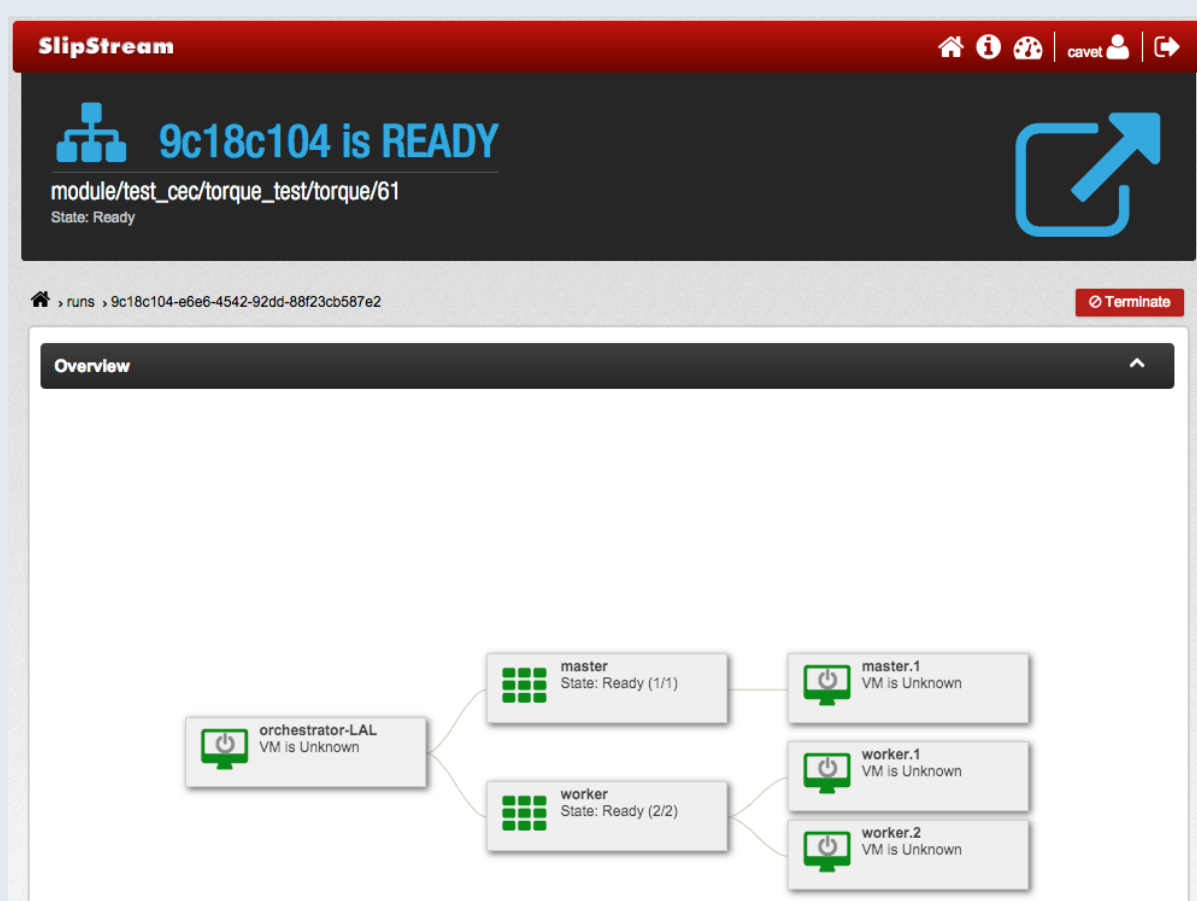 SlipStream
cavet
9c18c104 is READY
module/test_cec/torque_test/torque/61
State: Ready
› runs › 9c18c104-e6e6-4542-92dd-88f23cb587e2
Terminate
Overview
master
State: Ready (1/1)
master.1
VM is Unknown
orchestrator-LAL
VM is Unknown
worker.1
VM is Unknown
worker
State: Ready (2/2)
worker.2
VM is Unknown